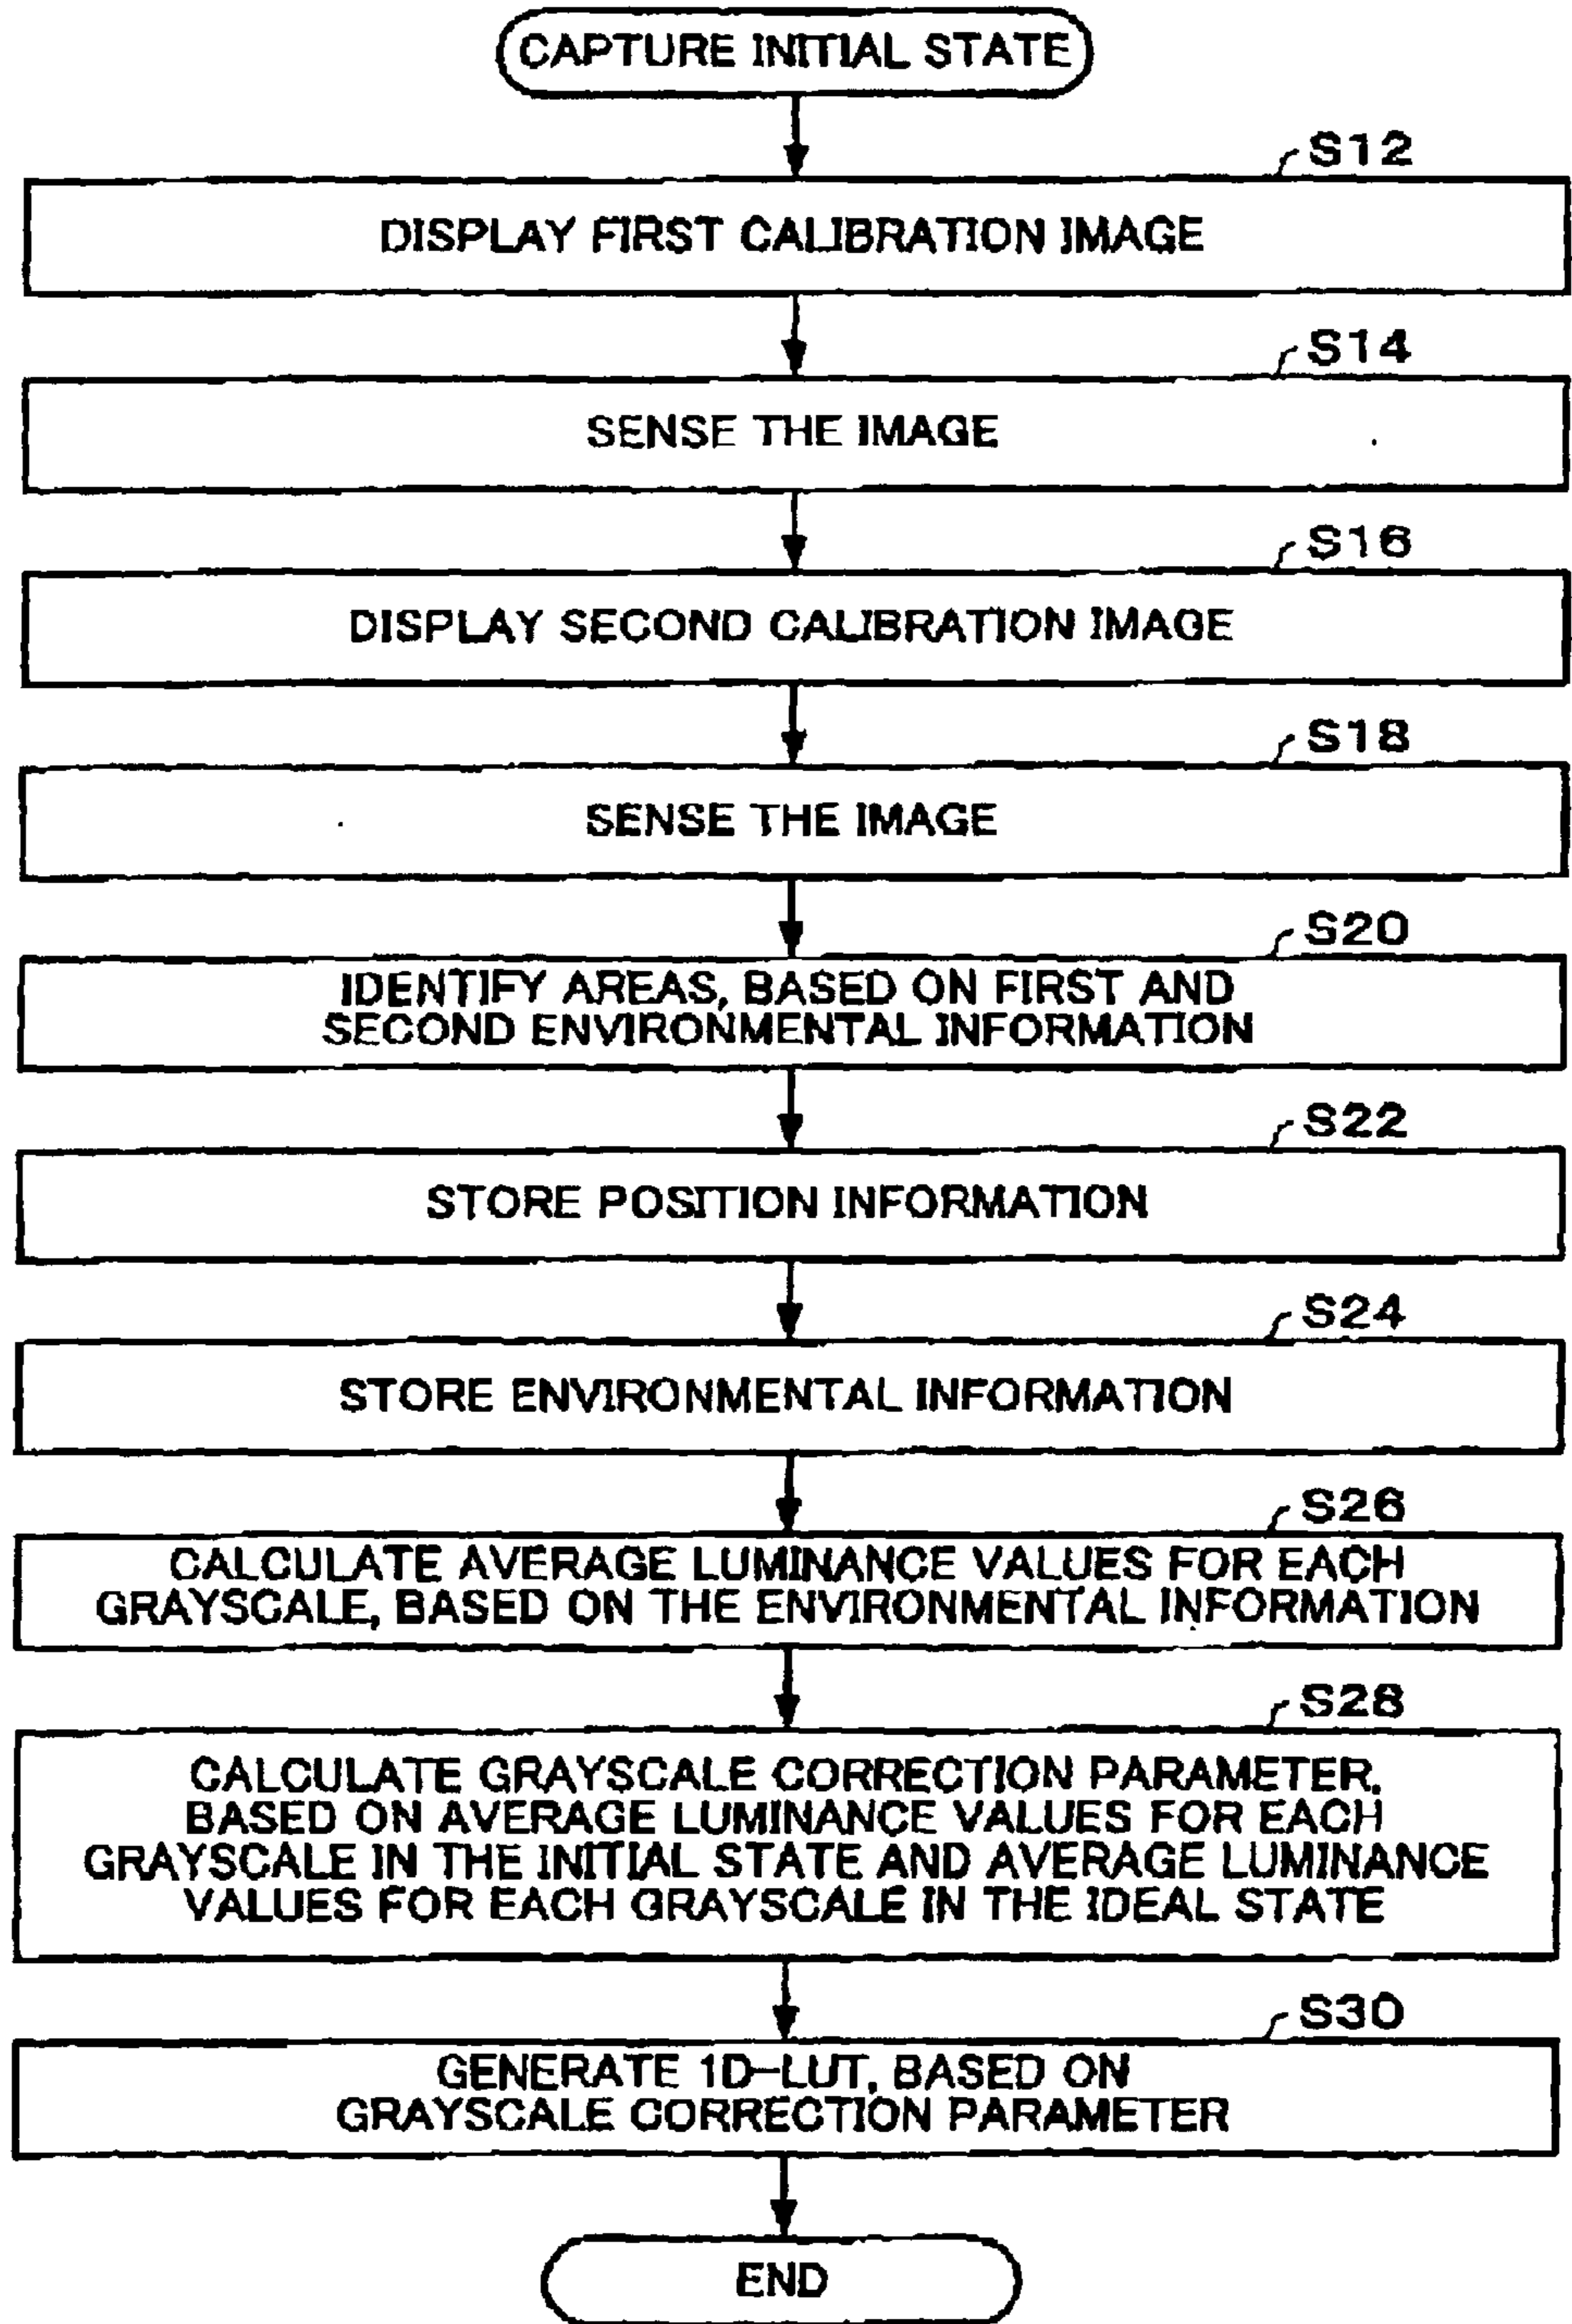 CAPTURE INITIAL STATE
S12
DISPLAY FIRST CALIBRATION IMAGE
S14
SENSE THE IMAGE
S16
DISPLAY SECOND CALIBRATION IMAGE
S18
SENSE THE IMAGE
S20
IDENTIFY AREAS, BASED ON FIRST AND
SECOND ENVIRONMENTAL INFORMATION
S22
STORE POSITION INFORMATION
S24
STORE ENVIRONMENTAL INFORMATION
S26
CALCULATE AVERAGE LUMINANCE VALUES FOR EACH
GRAYSCALE, BASED ON THE ENVIRONMENTAL INFORMATION
S28
CALCULATE GRAYSCALE CORRECTION PARAMETER,
BASED ON AVERAGE LUMINANCE VALUES FOR EACH
GRAYSCALE IN THE INITIAL STATE AND AVERAGE LUMINANCE
VALUES FOR EACH GRAYSCALE IN THE IDEAL STATE
S30
GENERATE 1D-LUT, BASED ON
GRAYSCALE CORRECTION PARAMETER
END